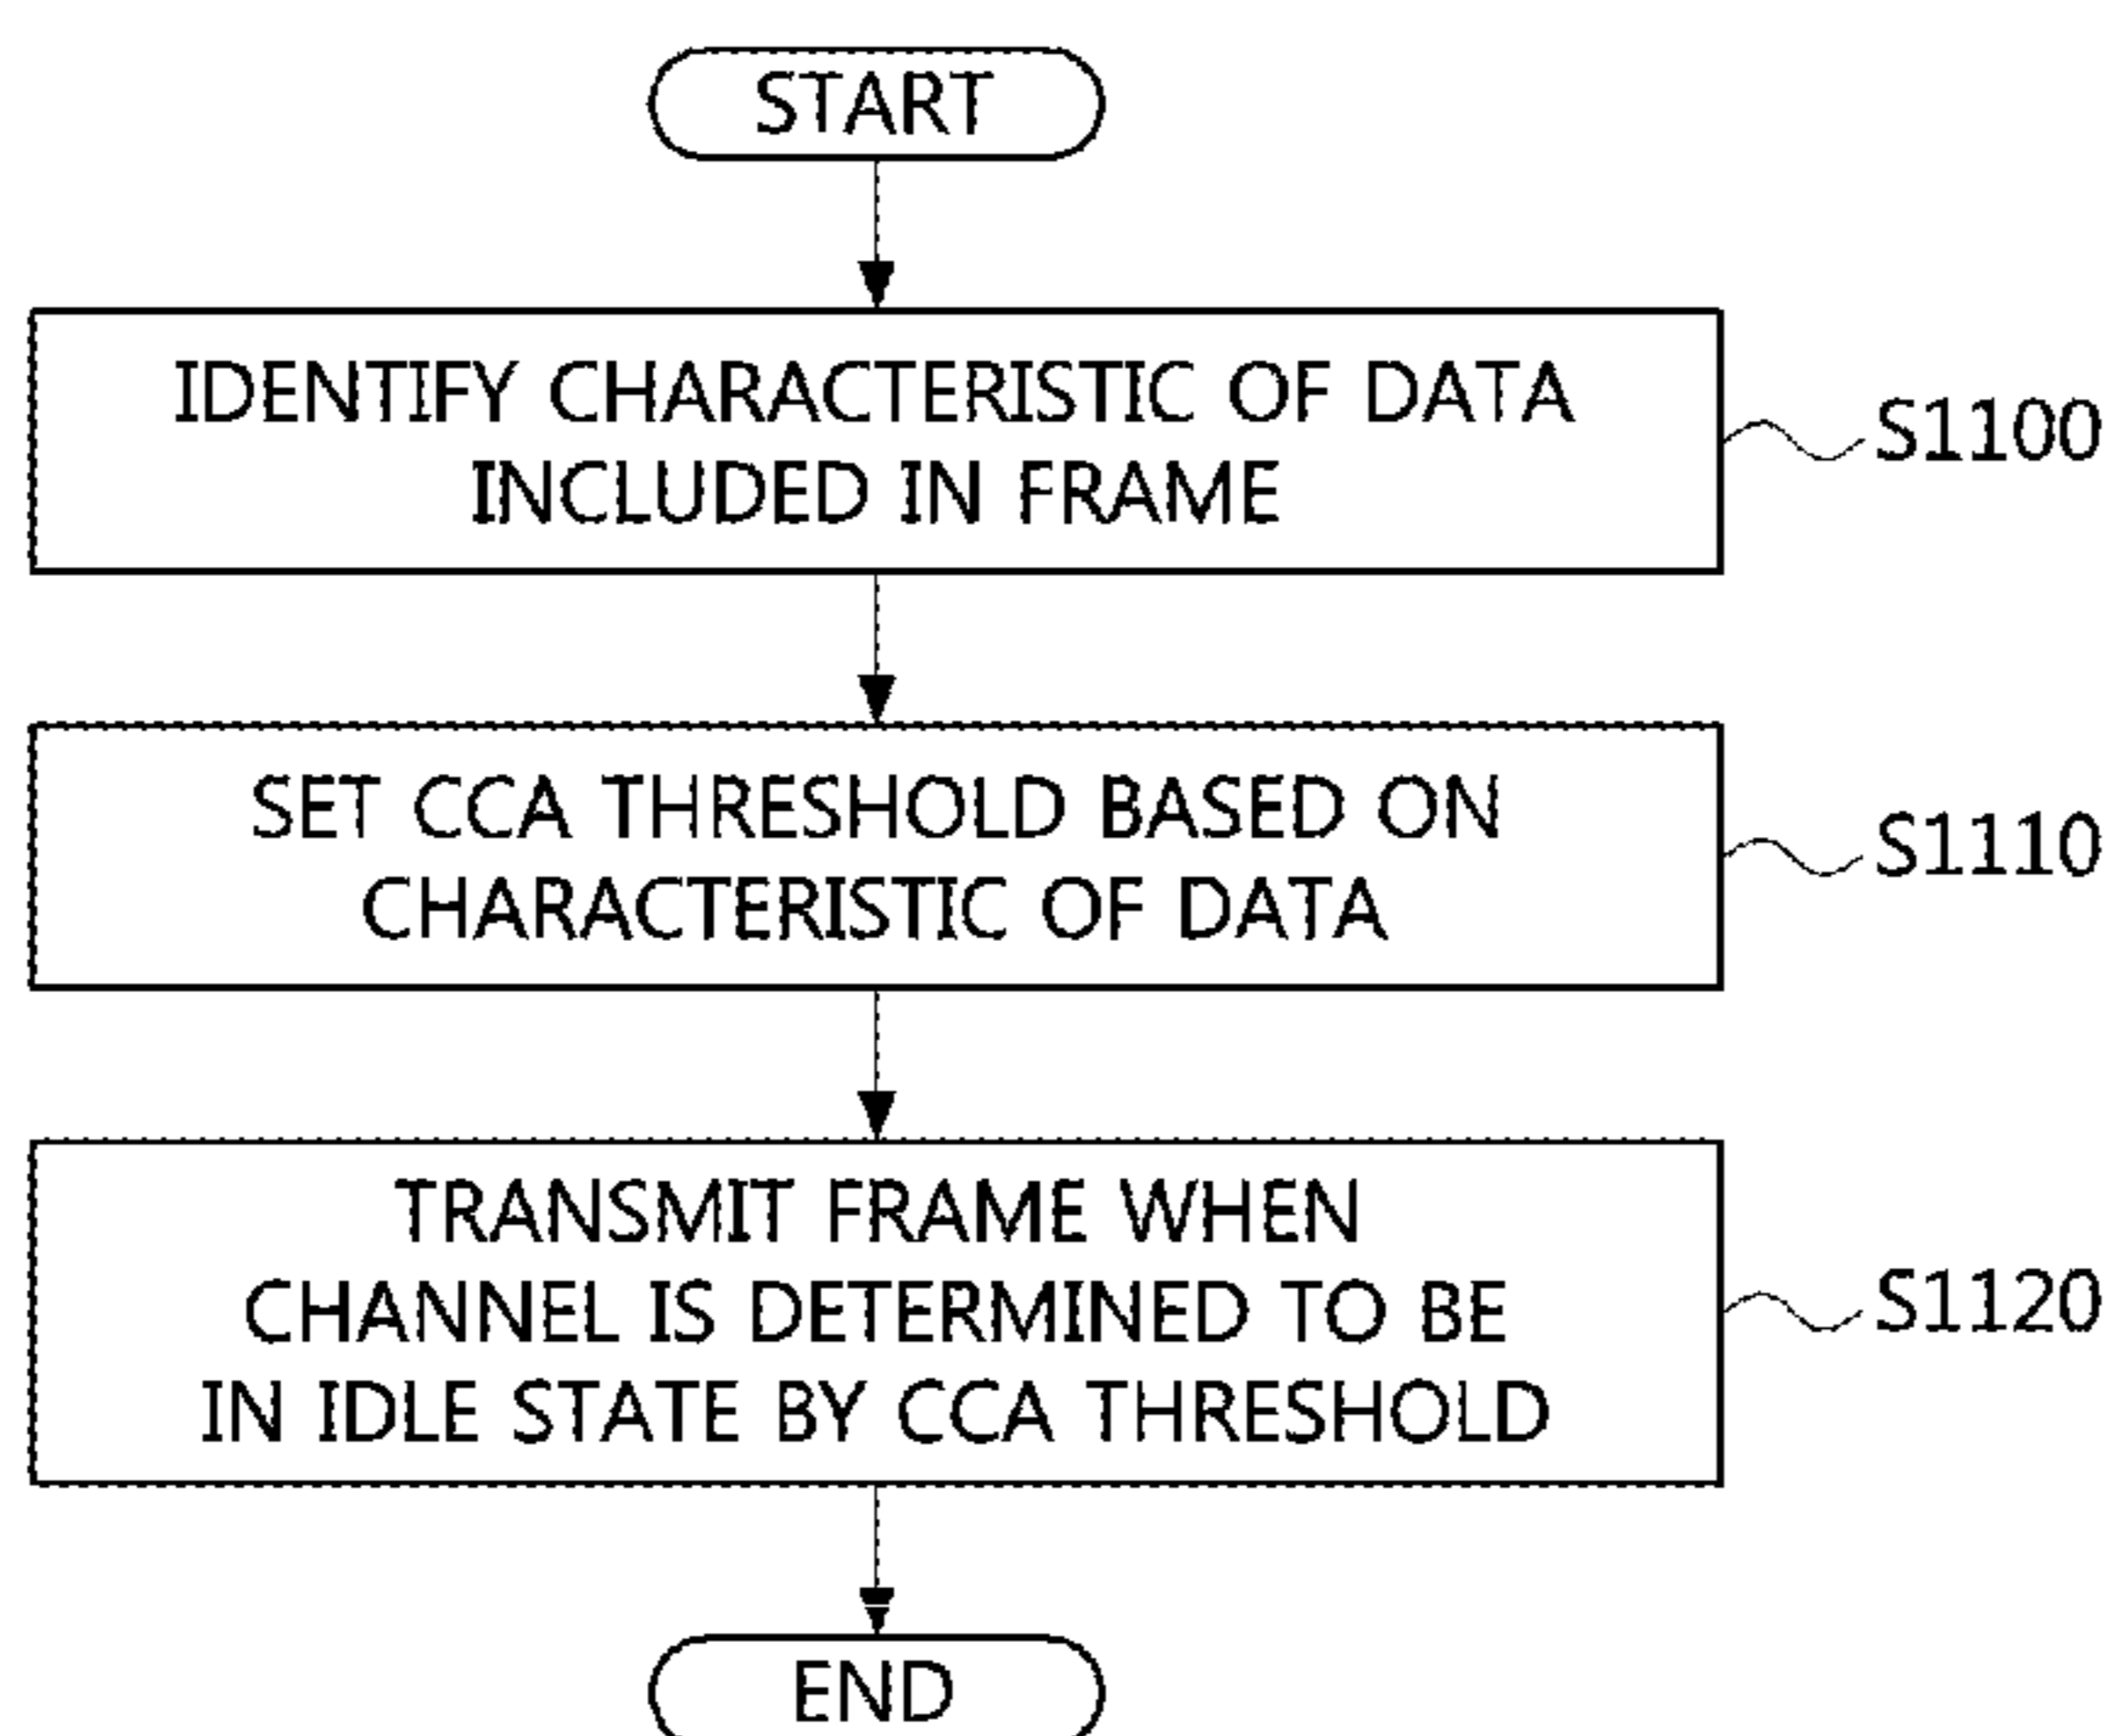 START
IDENTIFY CHARACTERISTIC OF DATA
INCLUDED IN FRAME
S1100
SET CCA THRESHOLD BASED ON
CHARACTERISTIC OF DATA
S1110
TRANSMIT FRAME WHEN
CHANNEL IS DETERMINED TO BE
IN IDLE STATE BY CCA THRESHOLD
S1120
END